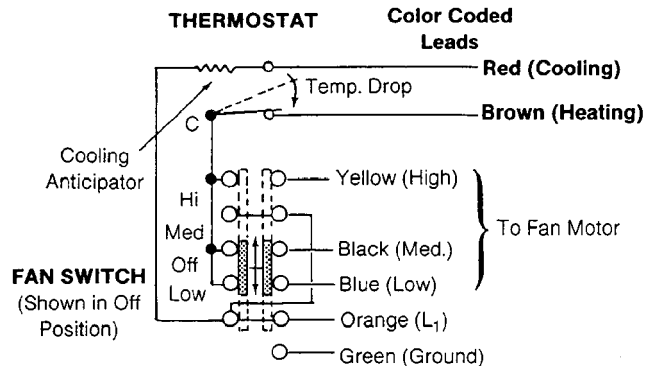 THERMOSTAT
Color Coded
Leads
Red (Cooling)
Temp. Drop
Brown (Heating)
C
Cooling
Anticipator
Yellow (High)
Hi
Med
To Fan Motor
Black (Med.)
Off
FAN SWITCH
(Shown in Off
Position)
Low
Blue (Low)
Orange (L₁)
Green (Ground)